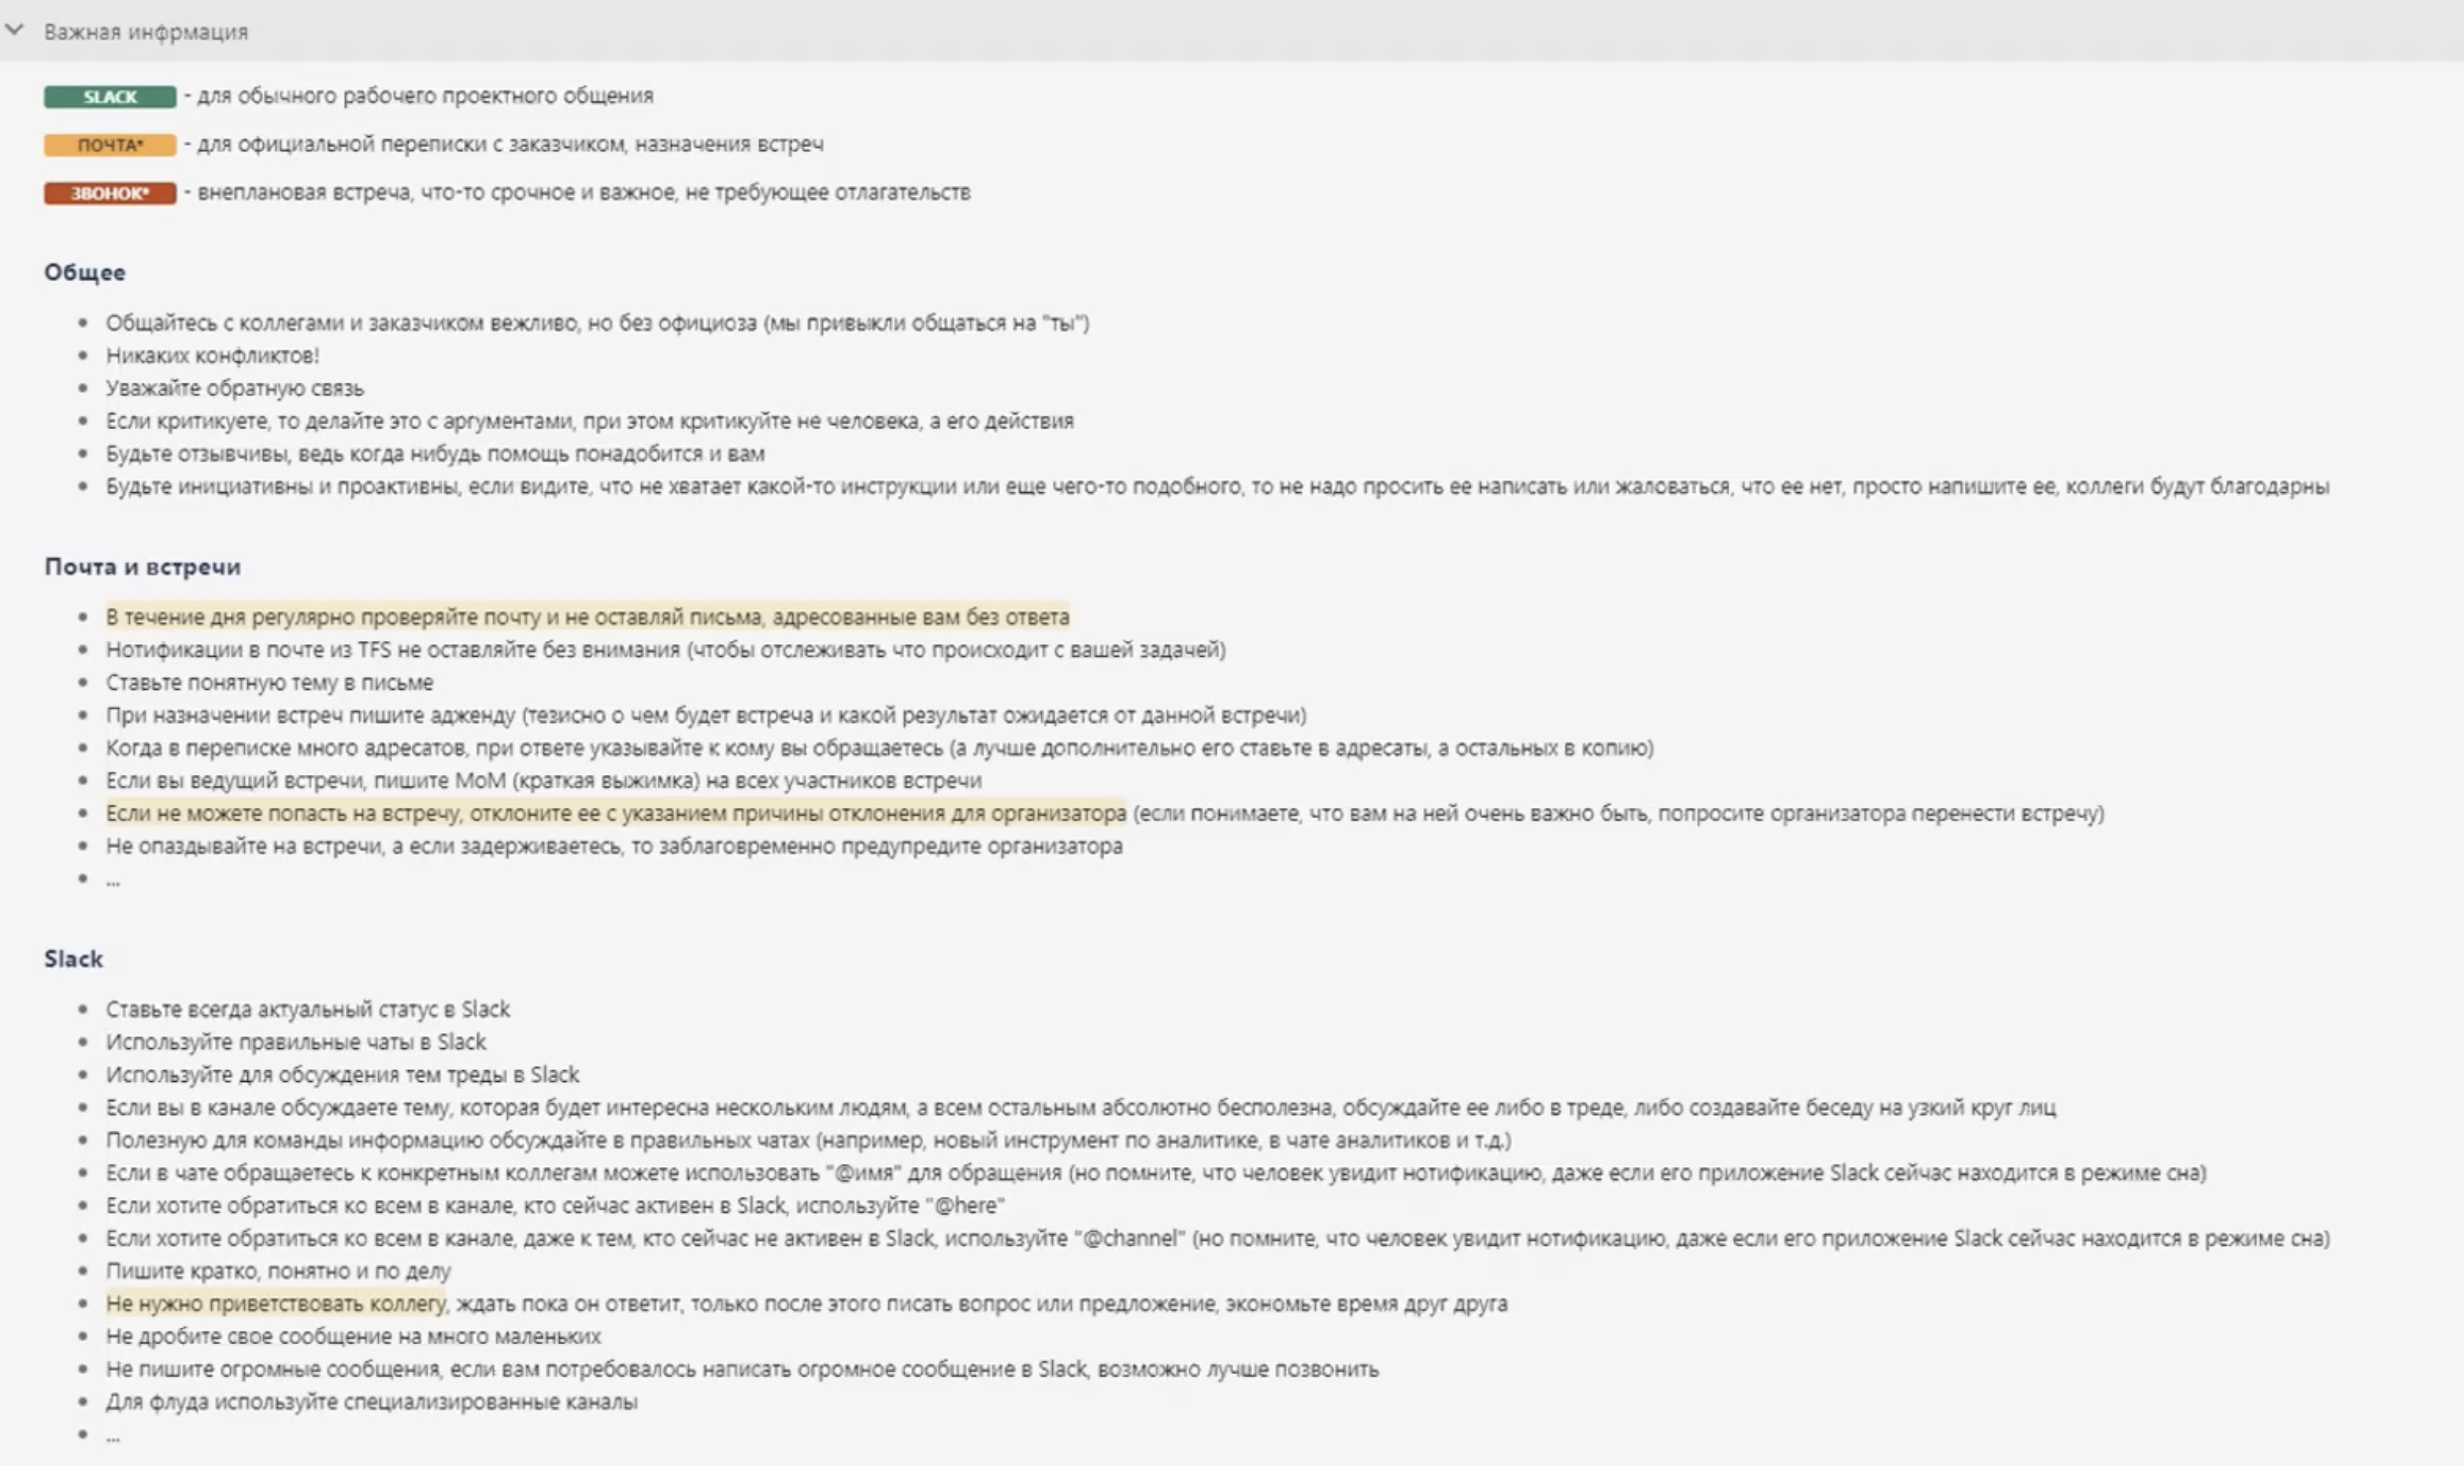 Важная инфрмация
SLACK - для обычного рабочего проектного общения
ПОЧТА* - для официальной переписки с заказчиком, назначения встреч
ЗВОНОК* - внеплановая встреча, что-то срочное и важное, не требующее отлагательств
Общее
• Общайтесь с коллегами и заказчиком вежливо, но без официоза (мы привыкли общаться на "ты")
• Никаких конфликтов!
• Уважайте обратную связь
• Если критикуете, то делайте это с аргументами, при этом критикуйте не человека, а его действия
• Будьте отзывчивы, ведь когда нибудь помощь понадобится и вам
• Будьте инициативны и проактивны, если видите, что не хватает какой-то инструкции или еще чего-то подобного, то не надо просить ее написать или жаловаться, что ее нет, просто напишите ее, коллеги будут благодарны
Почта и встречи
• В течение дня регулярно проверяйте почту и не оставляй письма, адресованные вам без ответа
• Нотификации в почте из TFS не оставляйте без внимания (чтобы отслеживать что происходит с вашей задачей)
• Ставьте понятную тему в письме
• При назначении встреч пишите адженду (тезисно о чем будет встреча и какой результат ожидается от данной встречи)
• Когда в переписке много адресатов, при ответе указывайте к кому вы обращаетесь (а лучше дополнительно его ставьте в адресаты, а остальных в копию)
• Если вы ведущий встречи, пишите МоМ (краткая выжимка) на всех участников встречи
• Если не можете попасть на встречу, отклоните ее с указанием причины отклонения для организатора (если понимаете, что вам на ней очень важно быть, попросите организатора перенести встречу)
• Не опаздывайте на встречи, а если задерживаетесь, то заблаговременно предупредите организатора
• ...
Slack
• Ставьте всегда актуальный статус в Slack
• Используйте правильные чаты в Slack
• Используйте для обсуждения тем треды в Slack
• Если вы в канале обсуждаете тему, которая будет интересна нескольким людям, а всем остальным абсолютно бесполезна, обсуждайте ее либо в треде, либо создавайте беседу на узкий круг лиц
• Полезную для команды информацию обсуждайте в правильных чатах (например, новый инструмент по аналитике, в чате аналитиков и т.д.)
• Если в чате обращаетесь к конкретным коллегам можете использовать "@имя" для обращения (но помните, что человек увидит нотификацию, даже если его приложение Slack сейчас находится в режиме сна)
• Если хотите обратиться ко всем в канале, кто сейчас активен в Slack, используйте "@here"
• Если хотите обратиться ко всем в канале, даже к тем, кто сейчас не активен в Slack, используйте "@channel" (но помните, что человек увидит нотификацию, даже если его приложение Slack сейчас находится в режиме сна)
• Пишите кратко, понятно и по делу
• Не нужно приветствовать коллегу, ждать пока он ответит, только после этого писать вопрос или предложение, экономьте время друг друга
• Не дробите свое сообщение на много маленьких
• Не пишите огромные сообщения, если вам потребовалось написать огромное сообщение в Slack, возможно лучше позвонить
• Для флуда используйте специализированные каналы
• ...